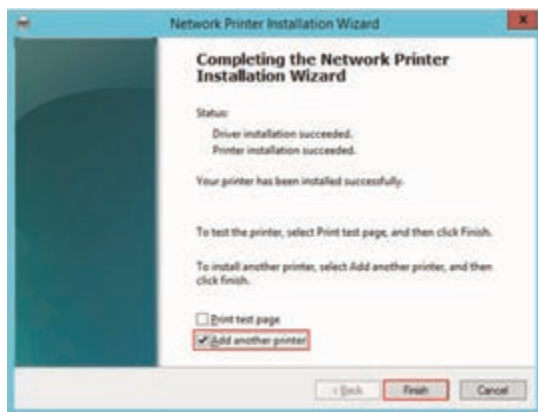 Network Printer Installation Wizard
x
Completing the Network Printer
Installation Wizard
Status:
Driver installation succeeded.
Printer installation succeeded.
Your printer has been installed successfully.
To test the printer, select Print test page, and then click Finish.
To install another printer, select Add another printer, and then
click finish.
Print test page
Add another printer
< Back
Finish
Cancel